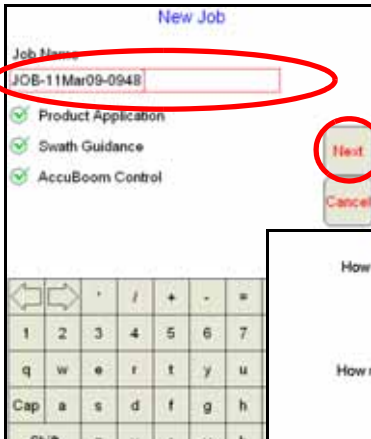 New Job
Job Name
JOB-11Mar09-0948
Product Application
Swath Guidance
AccuBoom Control
Next
Cancel
How
' / + - =
1 2 3 4 5 6 7
How
q w e r t y u
Cap a s d f g h